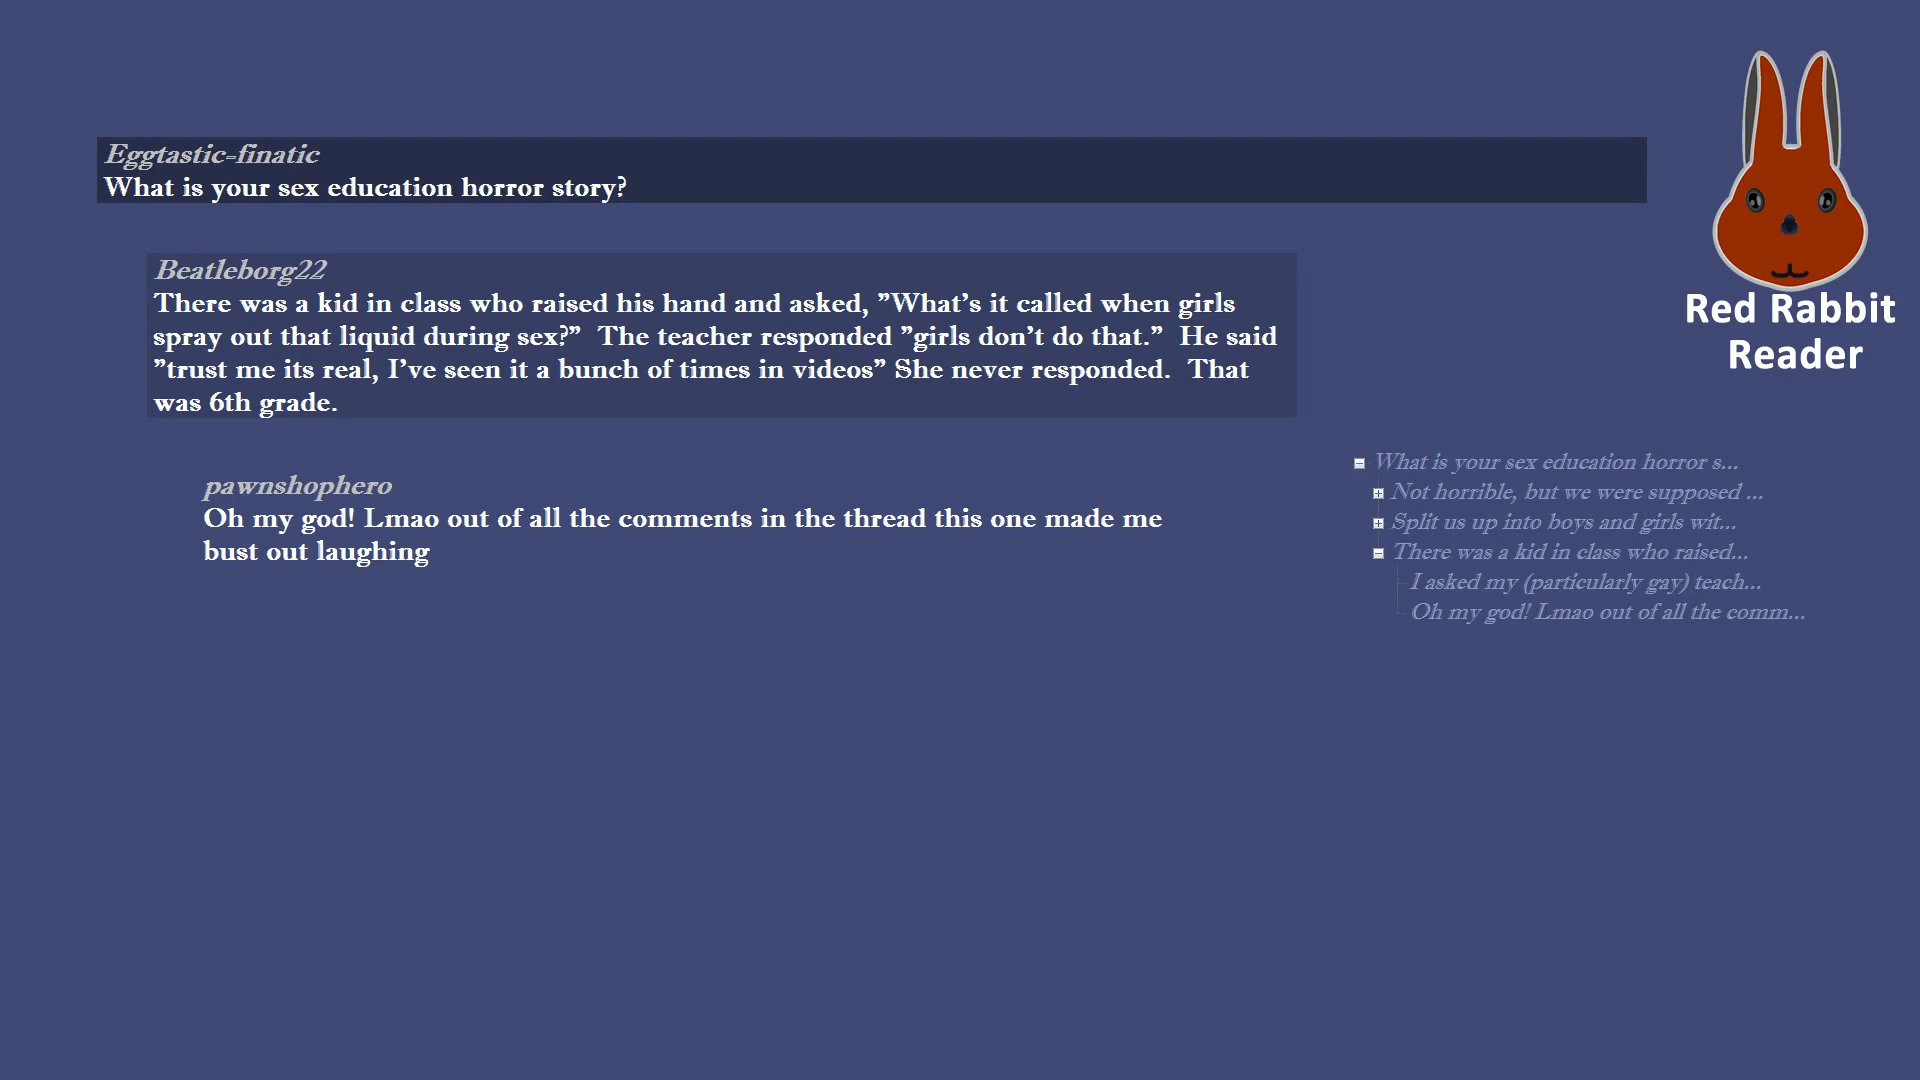 Eggtastic-finatic
What is your sex education horror story?
Beatleborg22
There was a kid in class who raised his hand and asked, ”What’s it called when girls
spray out that liquid during sex?”  The teacher responded ”girls don’t do that.”  He said
”trust me its real, I’ve seen it a bunch of times in videos” She never responded.  That
was 6th grade.
pawnshophero
Oh my god! Lmao out of all the comments in the thread this one made me
bust out laughing
Red Rabbit
Reader
What is your sex education horror s...
Not horrible, but we were supposed ...
Split us up into boys and girls wit...
There was a kid in class who raised...
I asked my (particularly gay) teach...
Oh my god! Lmao out of all the comm...